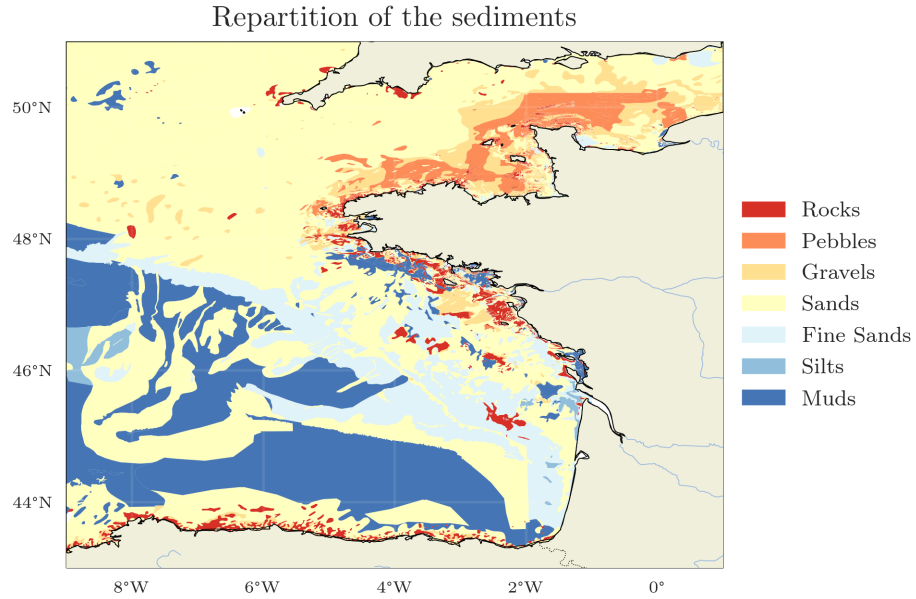 Repartition of the sediments
50°N
48°N
46°N
44°N
8°W
6°W
4°W
2°W
0°
Rocks
Pebbles
Gravels
Sands
Fine Sands
Silts
Muds